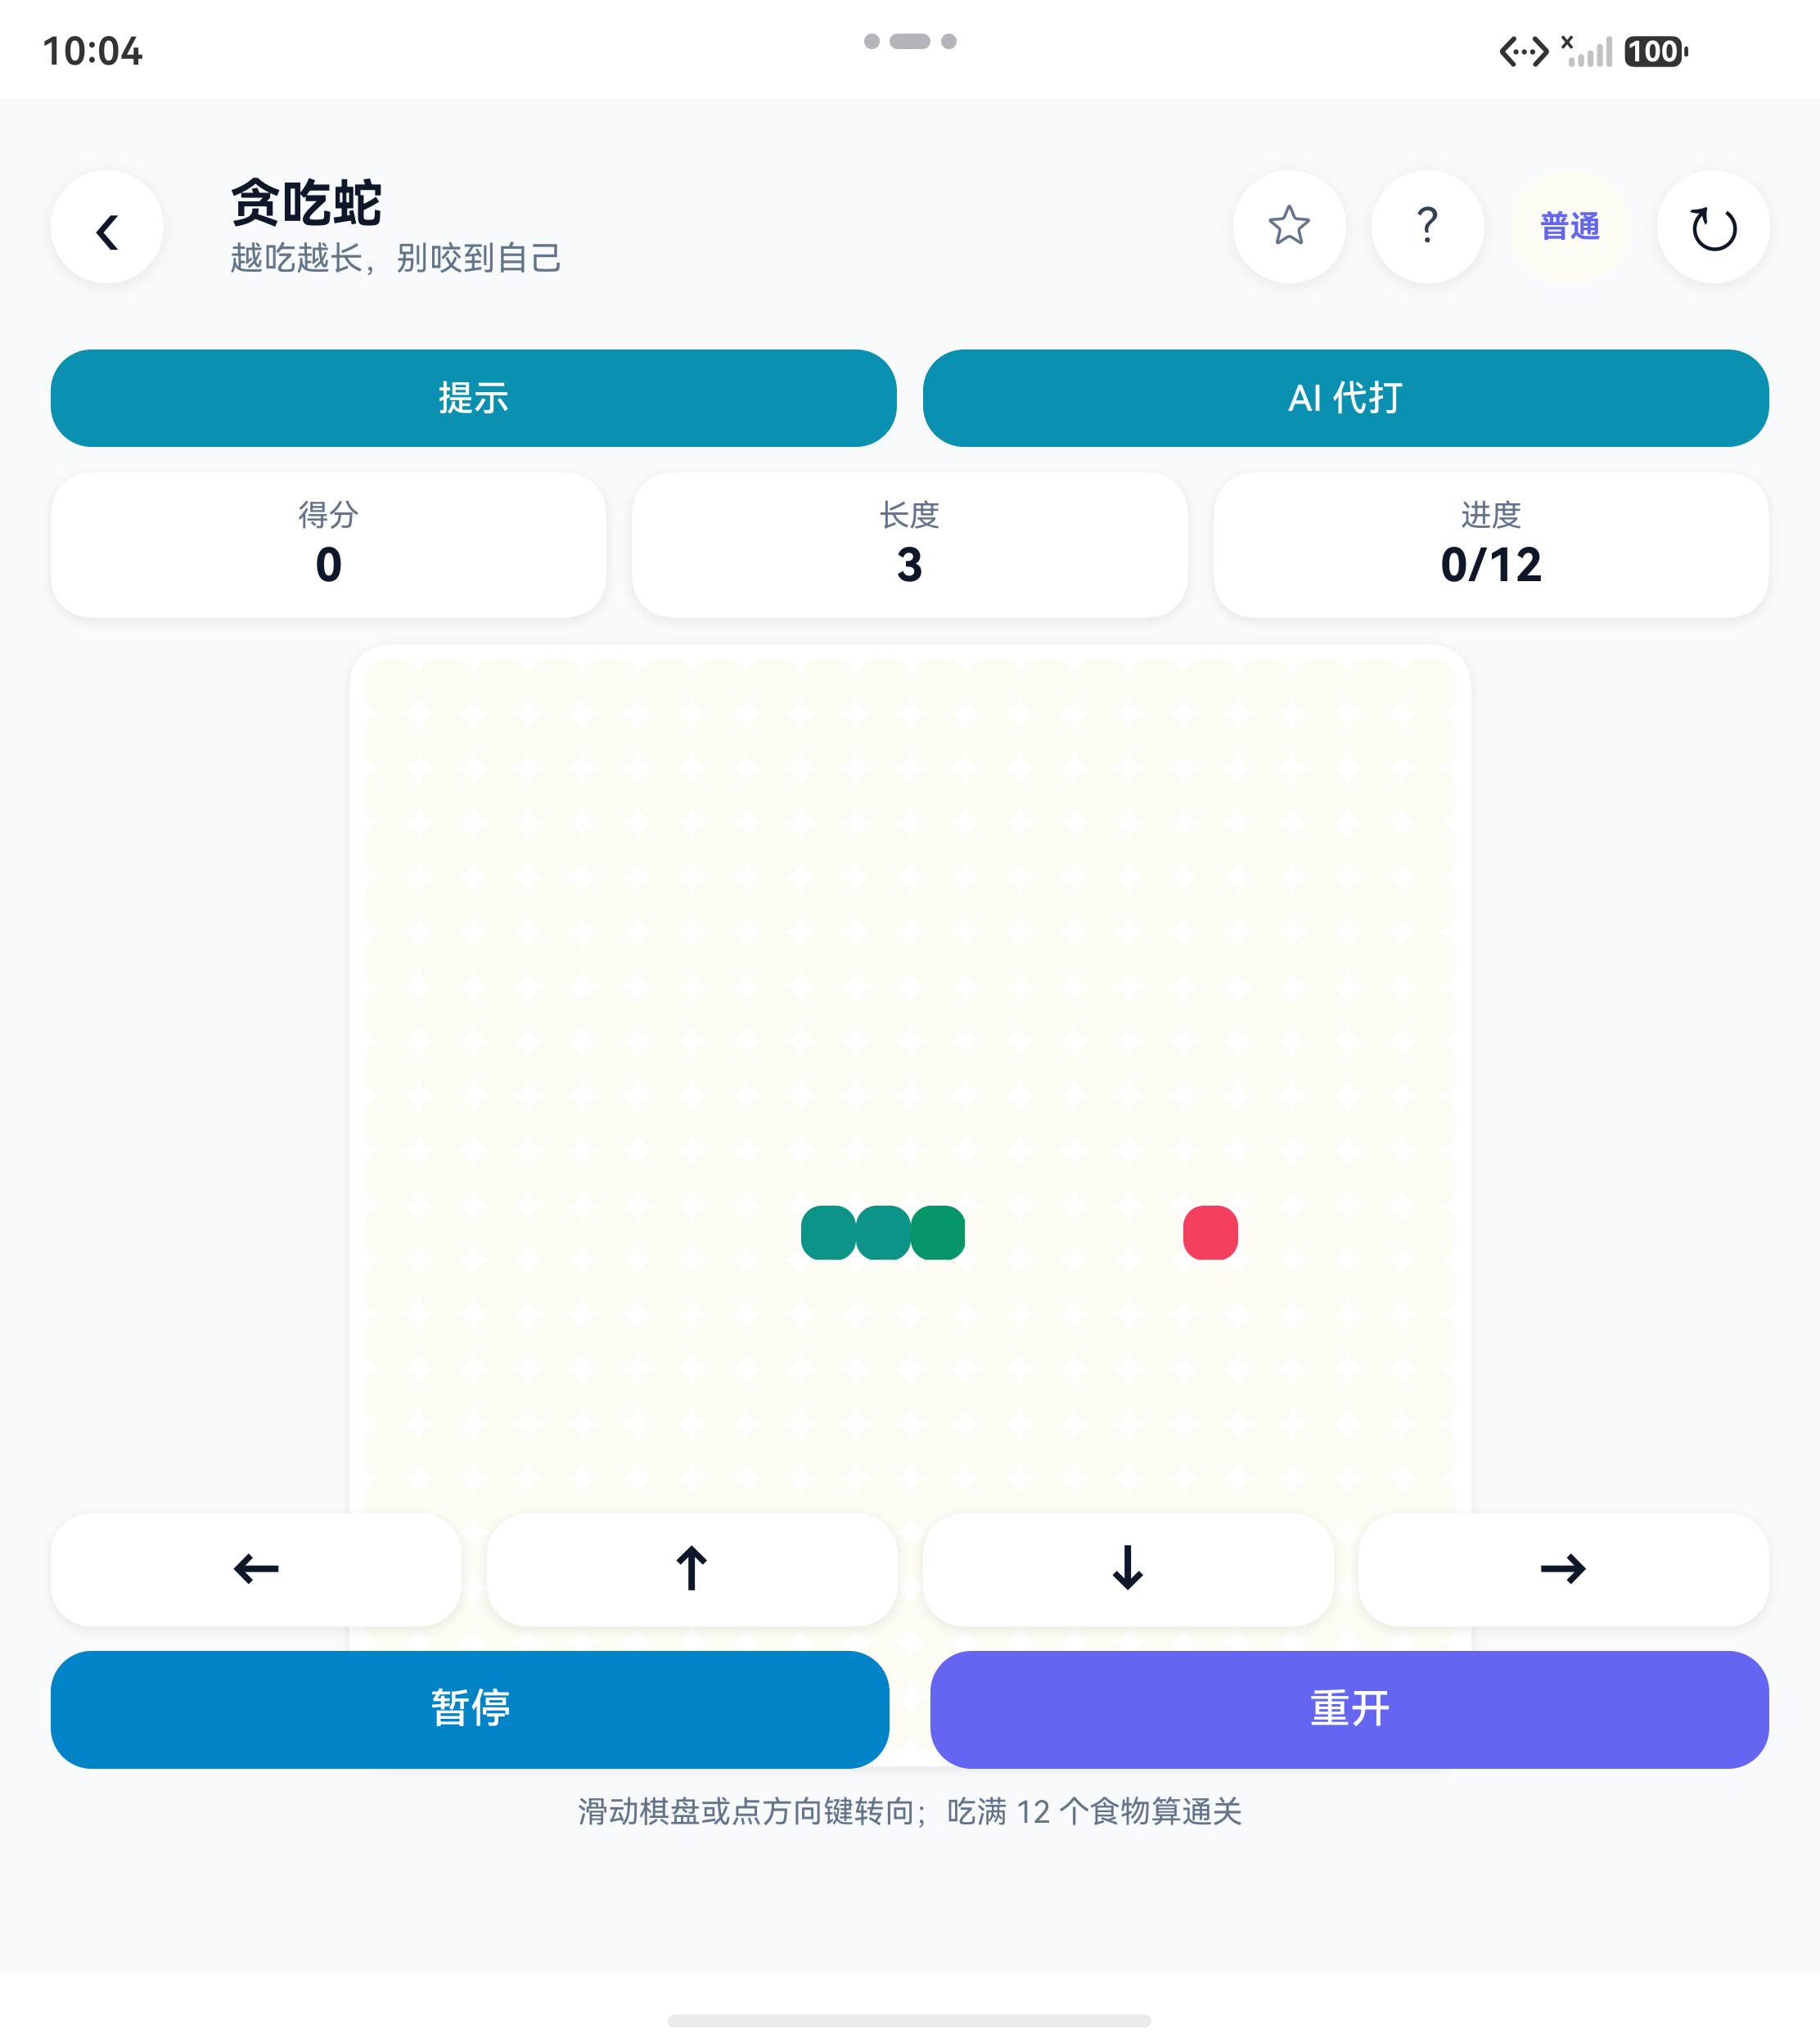 10:04
100
贪吃蛇
越吃越长，别咬到自己
?
普通
提示
AI 代打
得分
0
长度
3
进度
0/12
← ↑ ↓ →
暂停
重开
滑动棋盘或点方向键转向；吃满 12 个食物算通关